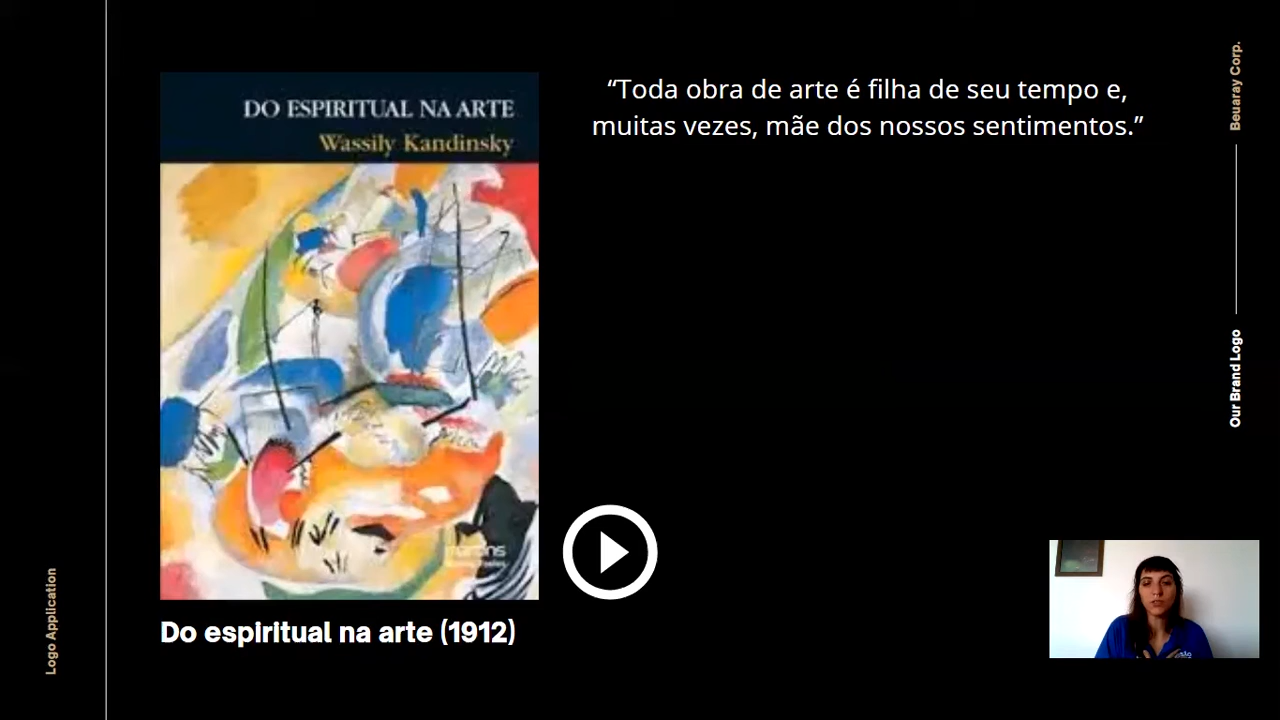 DO ESPIRITUAL NA ARTE
Wassily Kandinsky
“Toda obra de arte é filha de seu tempo e,
muitas vezes, mãe dos nossos sentimentos.”
martins
Do espiritual na arte (1912)
Logo Application
Beuaray Corp.
Our Brand Logo